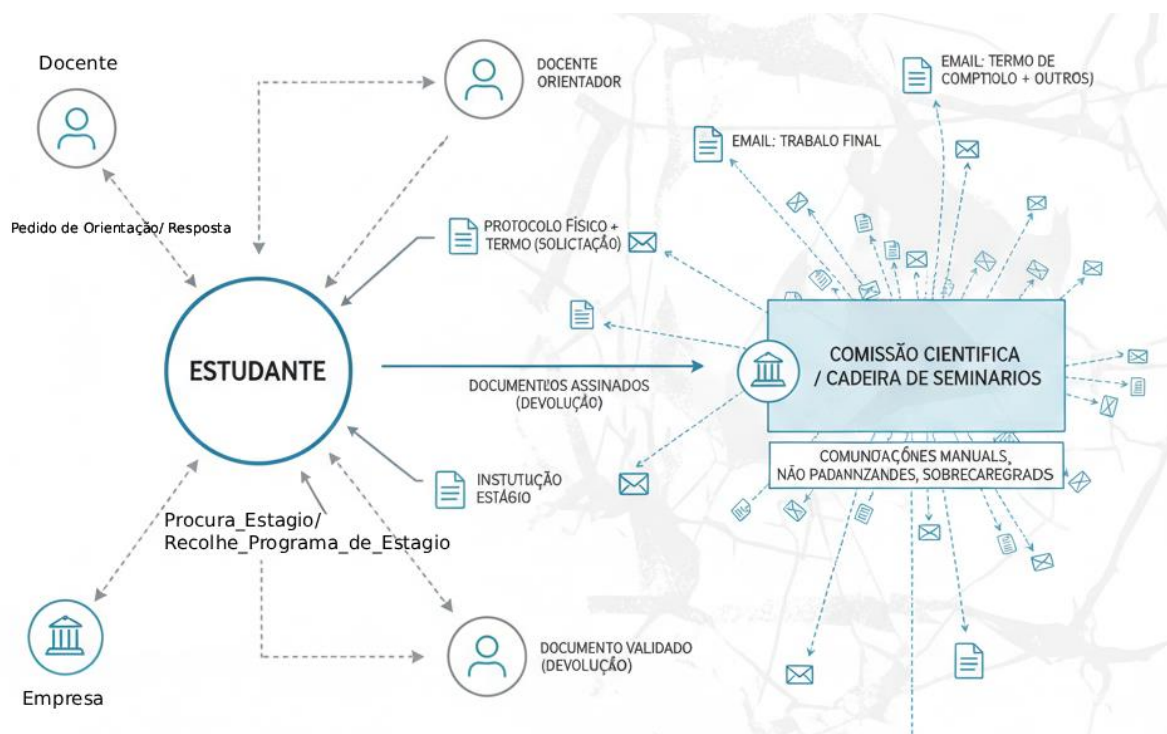 Docente
DOCENTE
ORIENTADOR
EMAIL: TERMO DE
COMPTIOLO + OUTROS)
EMAIL: TRABALO FINAL
Pedido de Orientação/ Resposta
PROTOCOLO FÍSICO +
TERMO (SOLICTAÇÃO)
ESTUDANTE
DOCUMENTIOS ASSINADOS
(DEVOLUÇÃO)
COMISSÃO CIENTIFICA
/ CADEIRA DE SEMINARIOS
COMUNDAÇÕNES MANUALS,
NÃO PADANNZANDES, SOBRECAREGRADS
INSTUTUÇÃO
ESTÁGIO
Procura_Estagio/
Recolhe_Programa_de_Estagio
DOCUMENTO VALIDADO
(DEVOLUÇÃO)
Empresa